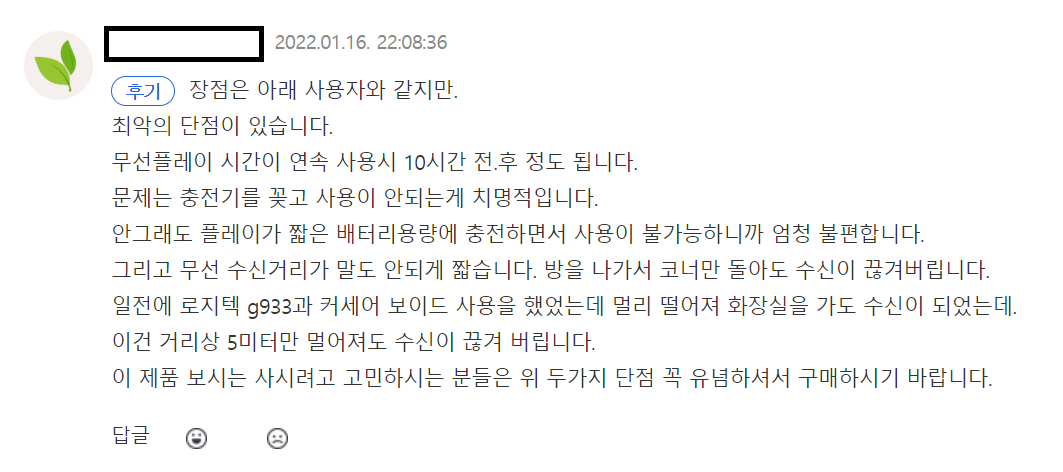 2022.01.16. 22:08:36
후기 장점은 아래 사용자와 같지만.
최악의 단점이 있습니다.
무선플레이 시간이 연속 사용시 10시간 전.후 정도 됩니다.
문제는 충전기를 꽂고 사용이 안되는게 치명적입니다.
안그래도 플레이가 짧은 배터리용량에 충전하면서 사용이 불가능하니까 엄청 불편합니다.
그리고 무선 수신거리가 말도 안되게 짧습니다. 방을 나가서 코너만 돌아도 수신이 끊겨버립니다.
일전에 로지텍 g933과 커세어 보이드 사용을 했었는데 멀리 떨어져 화장실을 가도 수신이 되었는데.
이건 거리상 5미터만 멀어져도 수신이 끊겨 버립니다.
이 제품 보시는 사시려고 고민하시는 분들은 위 두가지 단점 꼭 유념하셔서 구매하시기 바랍니다.
답글